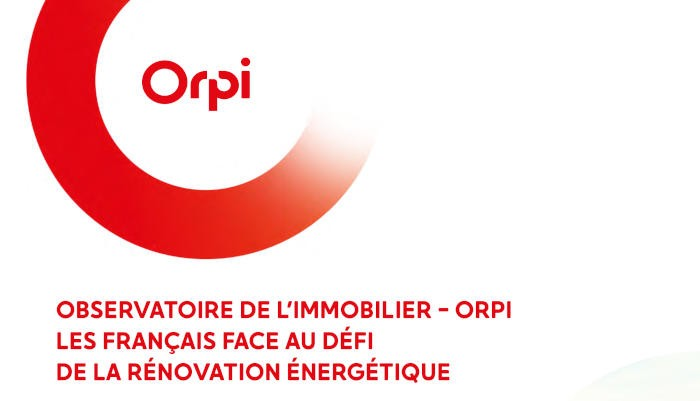 Orpi
OBSERVATOIRE DE L'IMMOBILIER – ORPI
LES FRANÇAIS FACE AU DÉFI
DE LA RÉNOVATION ÉNERGÉTIQUE